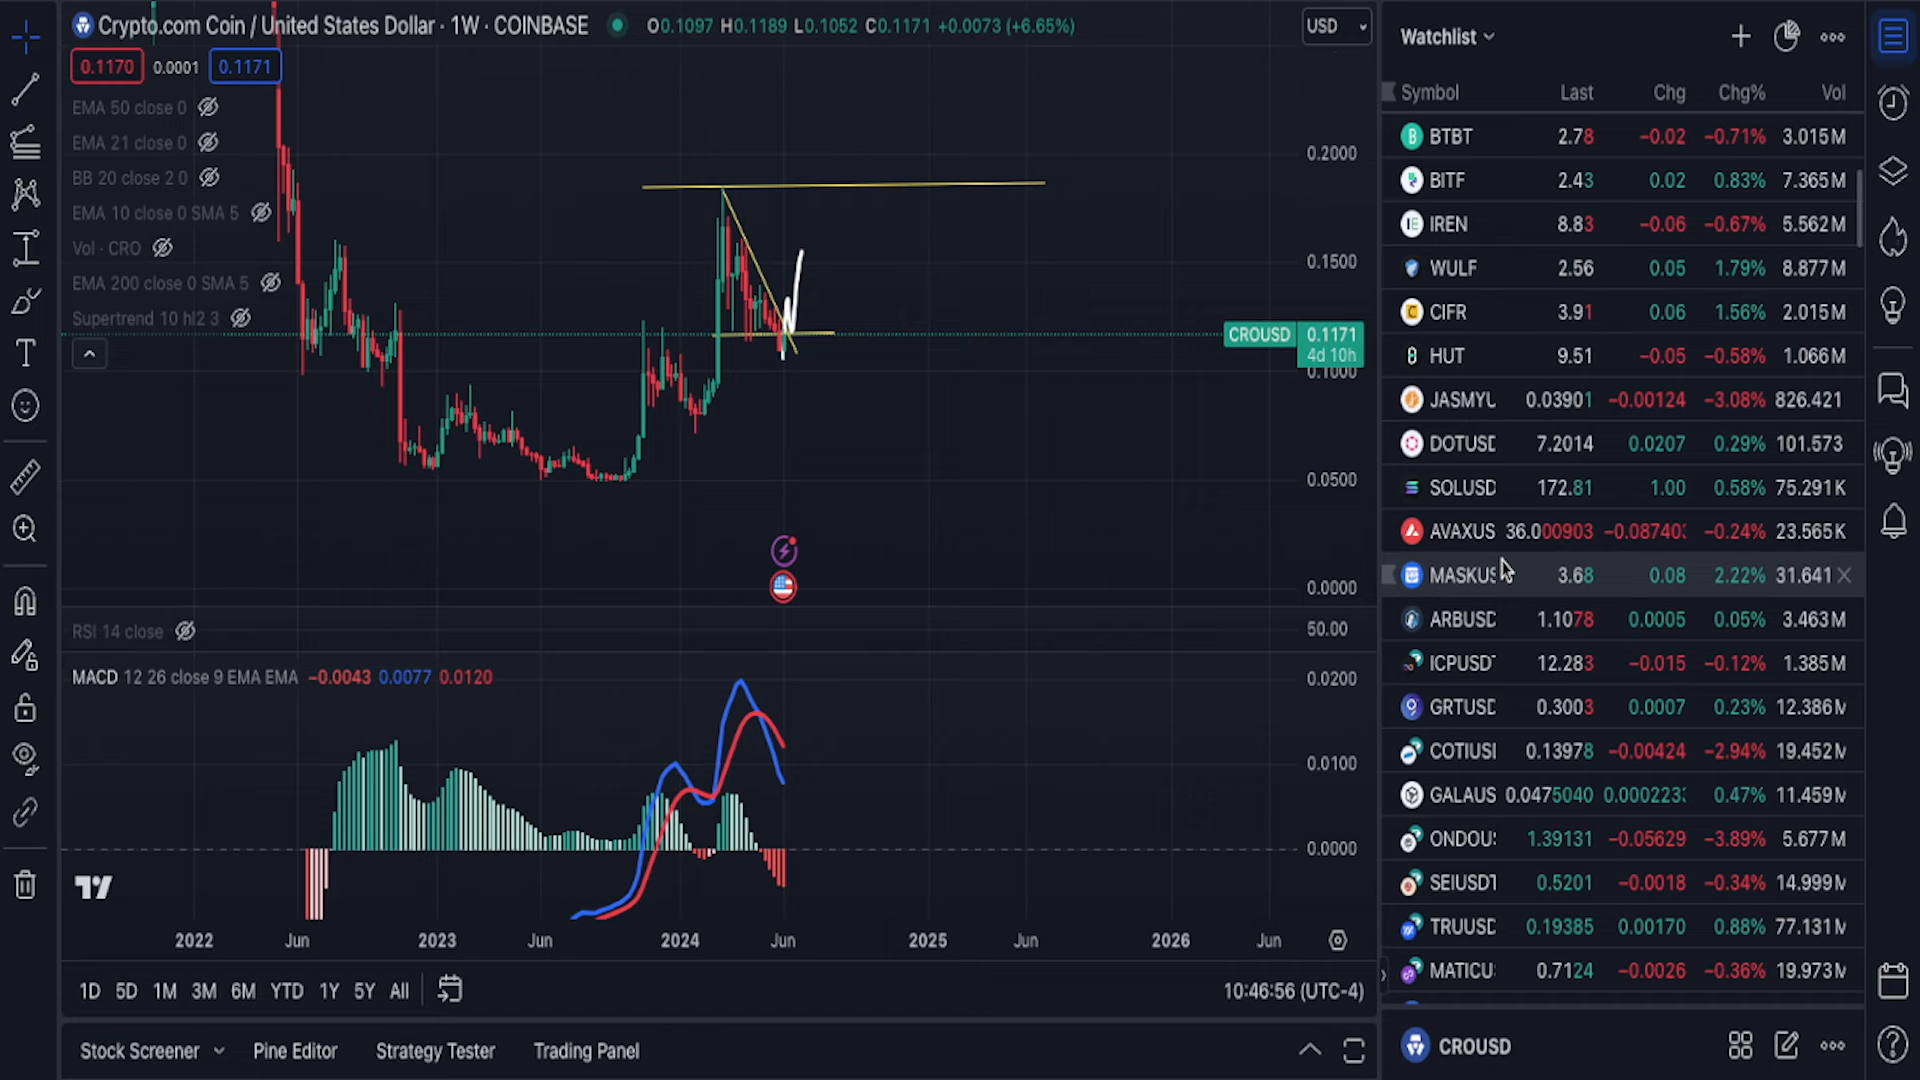 Crypto.com Coin / United States Dollar · 1W · COINBASE O0.1097 H0.1189 L0.1052 C0.1171 +0.0073 (+6.65%)
USD
0.1170 0.0001 0.1171
EMA 50 close 0
EMA 21 close 0
BB 20 close 2 0
EMA 10 close 0 SMA 5
Vol · CRO
EMA 200 close 0 SMA 5
Supertrend 10 hl2 3
0.2000
0.1500
CROUSD 0.1171
4d 10h
0.1000
0.0500
0.0000
RSI 14 close
50.00
MACD 12 26 close 9 EMA EMA −0.0043 0.0077 0.0120
0.0200
0.0100
0.0000
2022 Jun 2023 Jun 2024 Jun 2025 Jun 2026 Jun
1D 5D 1M 3M 6M YTD 1Y 5Y All
10:46:56 (UTC-4)
Stock Screener Pine Editor Strategy Tester Trading Panel
Watchlist
Symbol Last Chg Chg% Vol
BTBT 2.78 −0.02 −0.71% 3.015M
BITF 2.43 0.02 0.83% 7.365M
IREN 8.83 −0.06 −0.67% 5.562M
WULF 2.56 0.05 1.79% 8.877M
CIFR 3.91 0.06 1.56% 2.015M
HUT 9.51 −0.05 −0.58% 1.066M
JASMYU 0.03901 −0.00124 −3.08% 826.421
DOTUSD 7.2014 0.0207 0.29% 101.573
SOLUSD 172.81 1.00 0.58% 75.291K
AVAXUS 36.000903 −0.08740 −0.24% 23.565K
MASKUS 3.68 0.08 2.22% 31.641
ARBUSD 1.1078 0.0005 0.05% 3.463M
ICPUSDT 12.283 −0.015 −0.12% 1.385M
GRTUSD 0.3003 0.0007 0.23% 12.386M
COTIUSI 0.13978 −0.00424 −2.94% 19.452M
GALAUS 0.0475040 0.000223 0.47% 11.459M
ONDOU 1.39131 −0.05629 −3.89% 5.677M
SEIUSDT 0.5201 −0.0018 −0.34% 14.999M
TRUUSD 0.19385 0.00170 0.88% 77.131M
MATICU 0.7124 −0.0026 −0.36% 19.973M
CROUSD